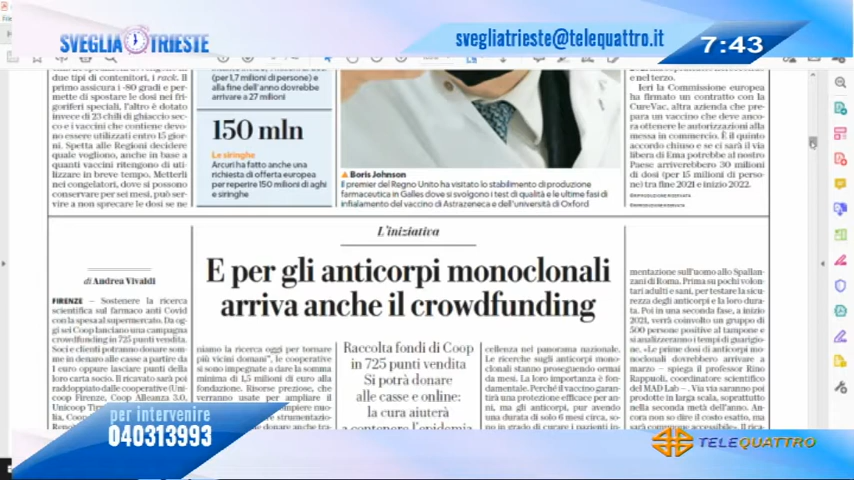 SVEGLIA TRIESTE
svegliatrieste@telequattro.it
7:43
due tipi di contenitori, i rack. Il
primo assicura i -80 gradi e per-
mette di spostare le dosi nei fri-
goriferi speciali, l'altro è dotato
invece di 23 chili di ghiaccio sec-
co e i vaccini che contiene devo-
no essere utilizzati entro 15 gior-
ni. Spetta alle Regioni decidere
quale vogliono, anche in base a
quanti vaccini ritengono di uti-
lizzare in breve tempo. Metterli
nei congelatori, dove si possono
conservare per sei mesi, può ser-
vire a non sprecare le dosi se ne
(per 1,7 milioni di persone) e
alla fine dell'anno dovrebbe
arrivare a 27 milioni
150 mln
Le siringhe
Arcuri ha fatto anche una
richiesta di offerta europea
per reperire 150 milioni di aghi
e siringhe
Boris Johnson
Il premier del Regno Unito ha visitato lo stabilimento di produzione
farmaceutica in Galles dove si svolgono i test di qualità e le ultime fasi di
infialamento del vaccino di Astrazeneca e dell'università di Oxford
e nel terzo.
Ieri la Commissione europea
ha firmato un contratto con la
CureVac, altra azienda che pre-
para un vaccino che deve anco-
ra ottenere le autorizzazioni alla
messa in commercio. È il quinto
accordo chiuso e se ci sarà il via
libera di Ema potrebbe al nostro
Paese arriverebbero 30 milioni
di dosi (per 15 milioni di perso-
ne) tra fine 2021 e inizio 2022.
L'iniziativa
E per gli anticorpi monoclonali
arriva anche il crowdfunding
di Andrea Vivaldi
FIRENZE – Sostenere la ricerca
scientifica sul farmaco anti Covid
con la spesa al supermercato. Da og-
gi sei Coop lanciano una campagna
crowdfunding in 725 punti vendita.
Soci e clienti potranno donare som-
me in denaro alle casse a partire da
1 euro oppure lasciare punti della
loro carta socio. Il ricavato sarà poi
raddoppiato dalle cooperative (Uni-
coop Firenze, Coop Alleanza 3.0,
Unicoop
niamo la ricerca oggi per tornare
più vicini domani", le cooperative
si sono impegnate a dare la somma
minima di 1,5 milioni di euro alla
fondazione. Risorse preziose, che
verranno usate per ampliare il
Raccolta fondi di Coop
in 725 punti vendita
Si potrà donare
alle casse e online:
la cura aiuterà
a contenere l'epidemia
cellenza nel panorama nazionale.
Le ricerche sugli anticorpi mono-
clonali stanno proseguendo ormai
da mesi. La loro importanza è fon-
damentale. Perché il vaccino garan-
tirà una protezione efficace per an-
ni, ma gli anticorpi, pur avendo
una durata di solo 6 mesi circa, so-
no in grado di curare i pazienti in-
mentazione sull'uomo allo Spallan-
zani di Roma. Prima su pochi volon-
tari adulti e sani, per testare la sicu-
rezza degli anticorpi e la loro dura-
ta. Poi in una seconda fase, a inizio
2021, verrà coinvolto un gruppo di
500 persone positive al tampone e
si analizzeranno i tempi di guarigio-
ne. «Le prime dosi di anticorpi mo-
noclonali dovrebbero arrivare a
marzo – spiega il professor Rino
Rappuoli, coordinatore scientifico
del MAD Lab – . Via via saranno poi
prodotte in larga scala, soprattutto
nella seconda metà dell'anno. An-
cora non so dire il costo esatto, ma
sarà comunque accessibile».
per intervenire
040313993
TELEQUATTRO